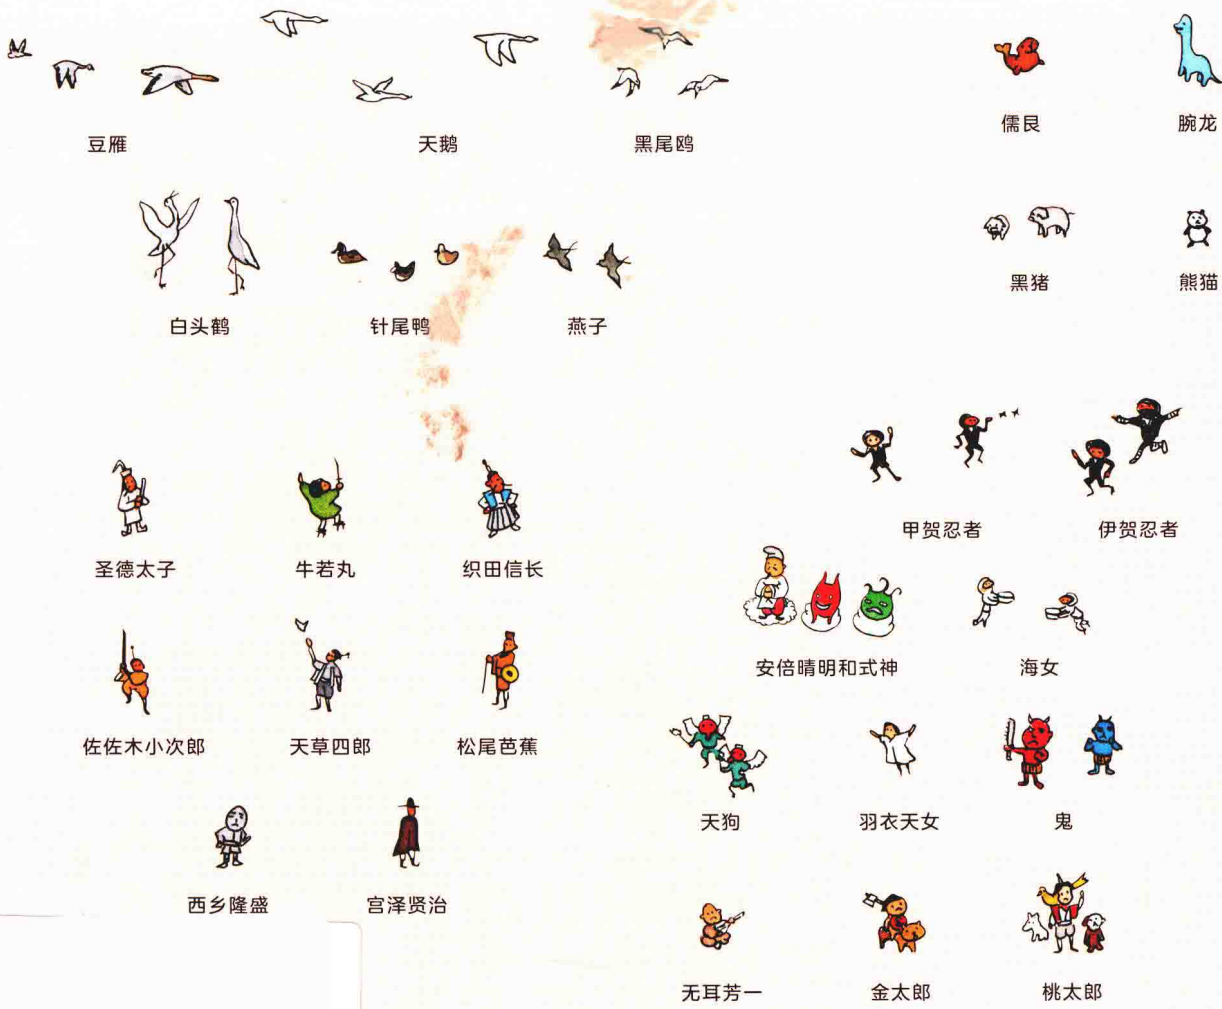 豆雁
天鹅
黑尾鸥
儒艮
腕龙
白头鹤
针尾鸭
燕子
黑猪
熊猫
圣德太子
牛若丸
织田信长
甲贺忍者
伊贺忍者
安倍晴明和式神
海女
佐佐木小次郎
天草四郎
松尾芭蕉
天狗
羽衣天女
鬼
西乡隆盛
宫泽贤治
无耳芳一
金太郎
桃太郎